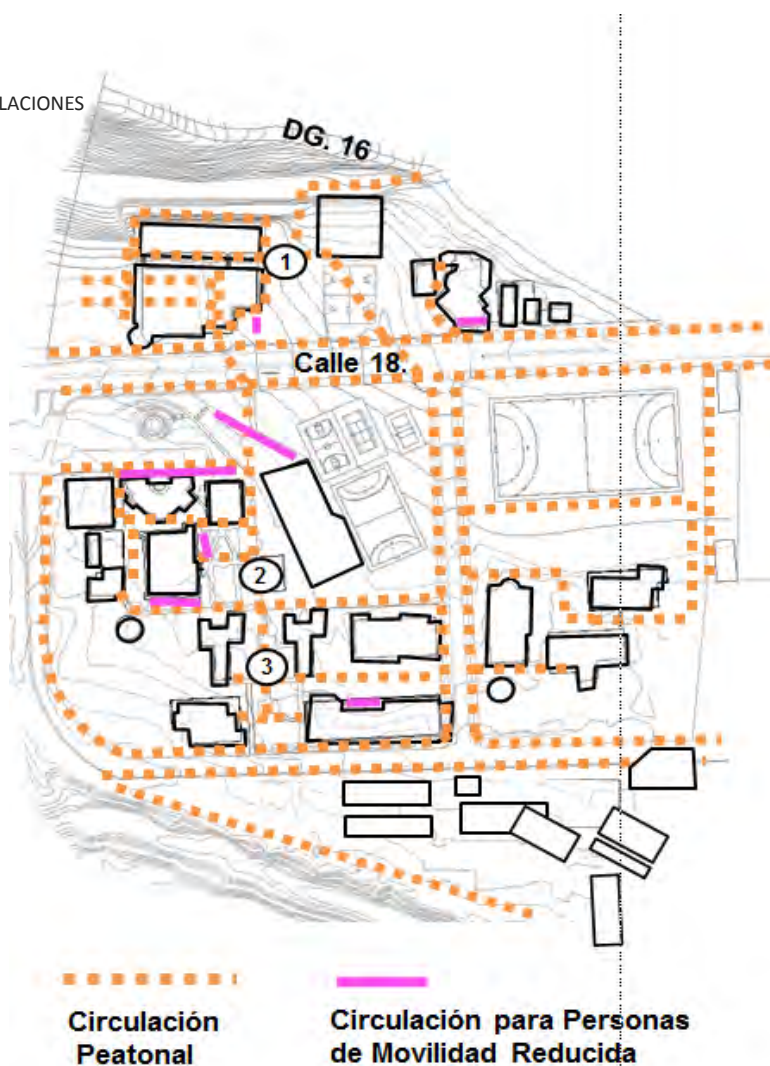 LACIONES
DG. 16
1
Calle 18.
2
3
Circulación
Peatonal
Circulación para Personas
de Movilidad Reducida